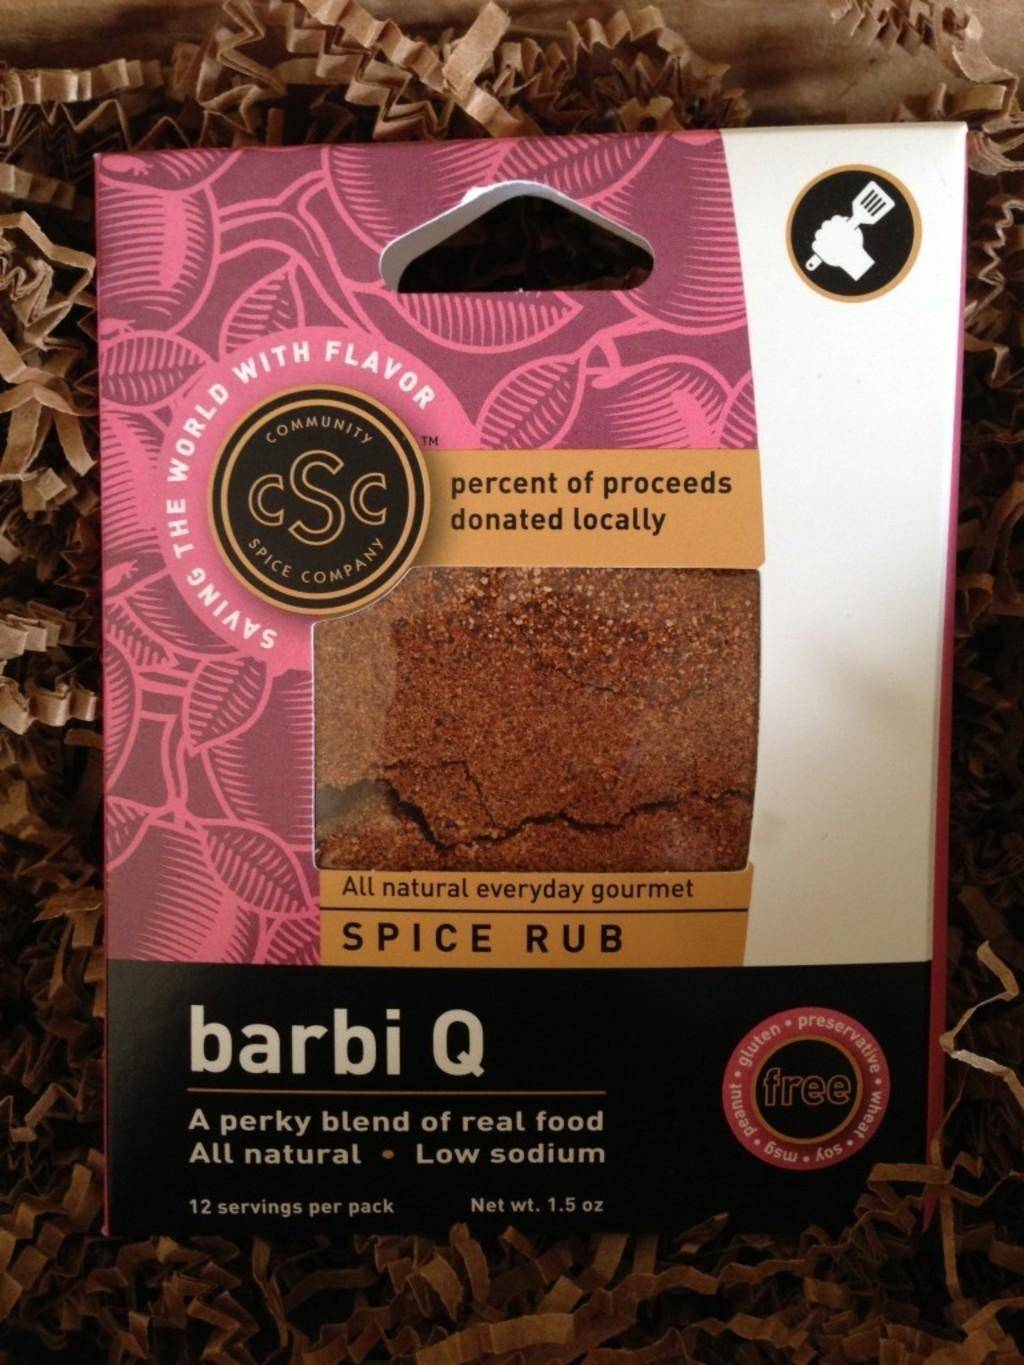 SAVING THE WORLD WITH FLAVOR
COMMUNITY
CSC
SPICE COMPANY
TM
percent of proceeds
donated locally
All natural everyday gourmet
SPICE RUB
barbi Q
A perky blend of real food
All natural • Low sodium
12 servings per pack Net wt. 1.5 oz
msg • peanut • gluten • preservative • wheat • soy •
free